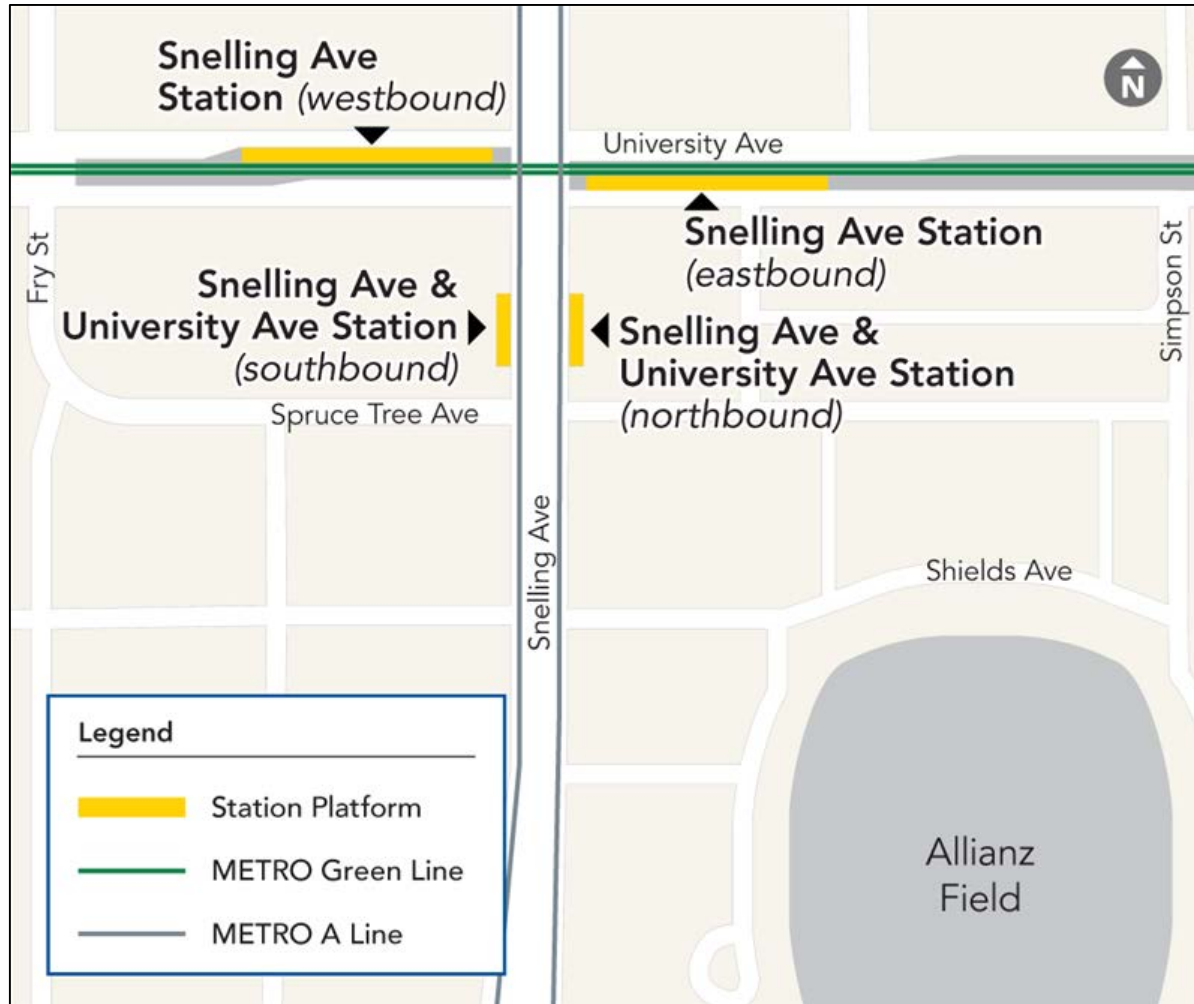 Snelling Ave
Station (westbound)
N
University Ave
Snelling Ave Station
(eastbound)
Fry St
Simpson St
Snelling Ave &
University Ave Station
(southbound)
Snelling Ave &
University Ave Station
(northbound)
Spruce Tree Ave
Snelling Ave
Shields Ave
Legend
Station Platform
METRO Green Line
METRO A Line
Allianz
Field